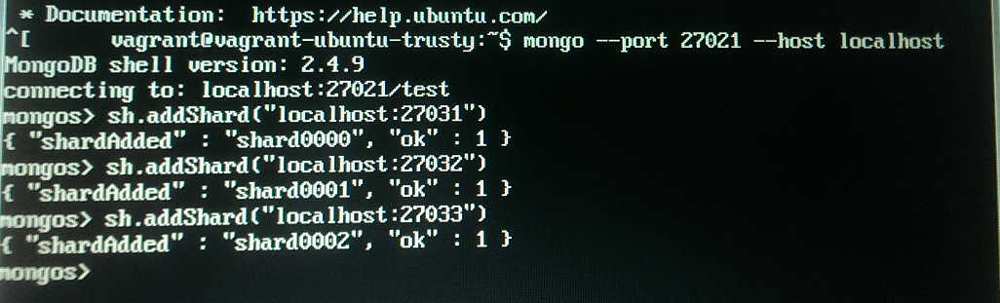 * Documentation:  https://help.ubuntu.com/
^[       vagrant@vagrant-ubuntu-trusty:~$ mongo --port 27021 --host localhost
MongoDB shell version: 2.4.9
connecting to: localhost:27021/test
mongos> sh.addShard("localhost:27031")
{ "shardAdded" : "shard0000", "ok" : 1 }
mongos> sh.addShard("localhost:27032")
{ "shardAdded" : "shard0001", "ok" : 1 }
mongos> sh.addShard("localhost:27033")
{ "shardAdded" : "shard0002", "ok" : 1 }
mongos>